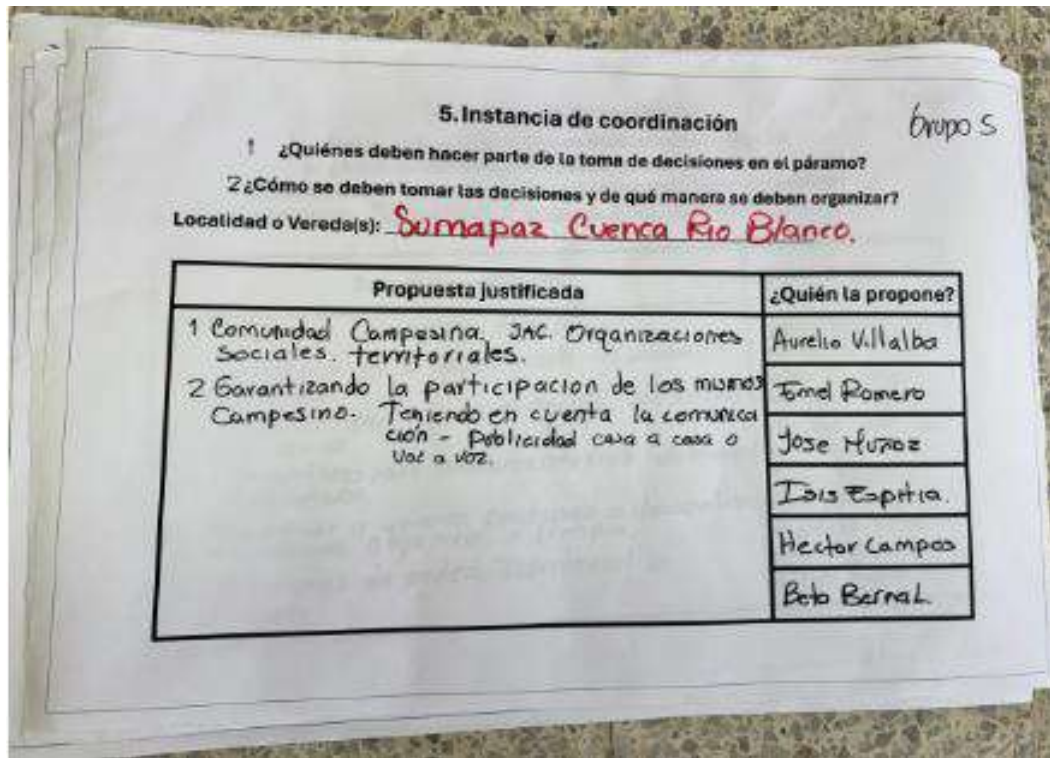 5. Instancia de coordinación
Grupo 5
1 ¿Quiénes deben hacer parte de la toma de decisiones en el páramo?
2 ¿Cómo se deben tomar las decisiones y de qué manera se deben organizar?
Localidad o Vereda(s): Sumapaz Cuenca Rio Blanco.
Propuesta justificada
¿Quién la propone?
1 Comunidad Campesina, JAC. Organizaciones
Sociales. territoriales.
2 Garantizando la participacion de los mismos
Campesino. Teniendo en cuenta la comunica
ción - Publicidad casa a casa o
Voz a voz.
Aurelio Villalba
Romero
Jose Muñoz
Isis Espitia.
Hector Campos
Beto Bernal.